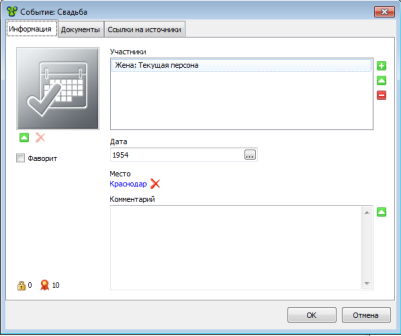 Событие: Свадьба
Информация Документы Ссылки на источники
Участники
Жена: Текущая персона
Фаворит
Дата
1954
...
Место
Краснодар
Комментарий
0 10
OK Отмена